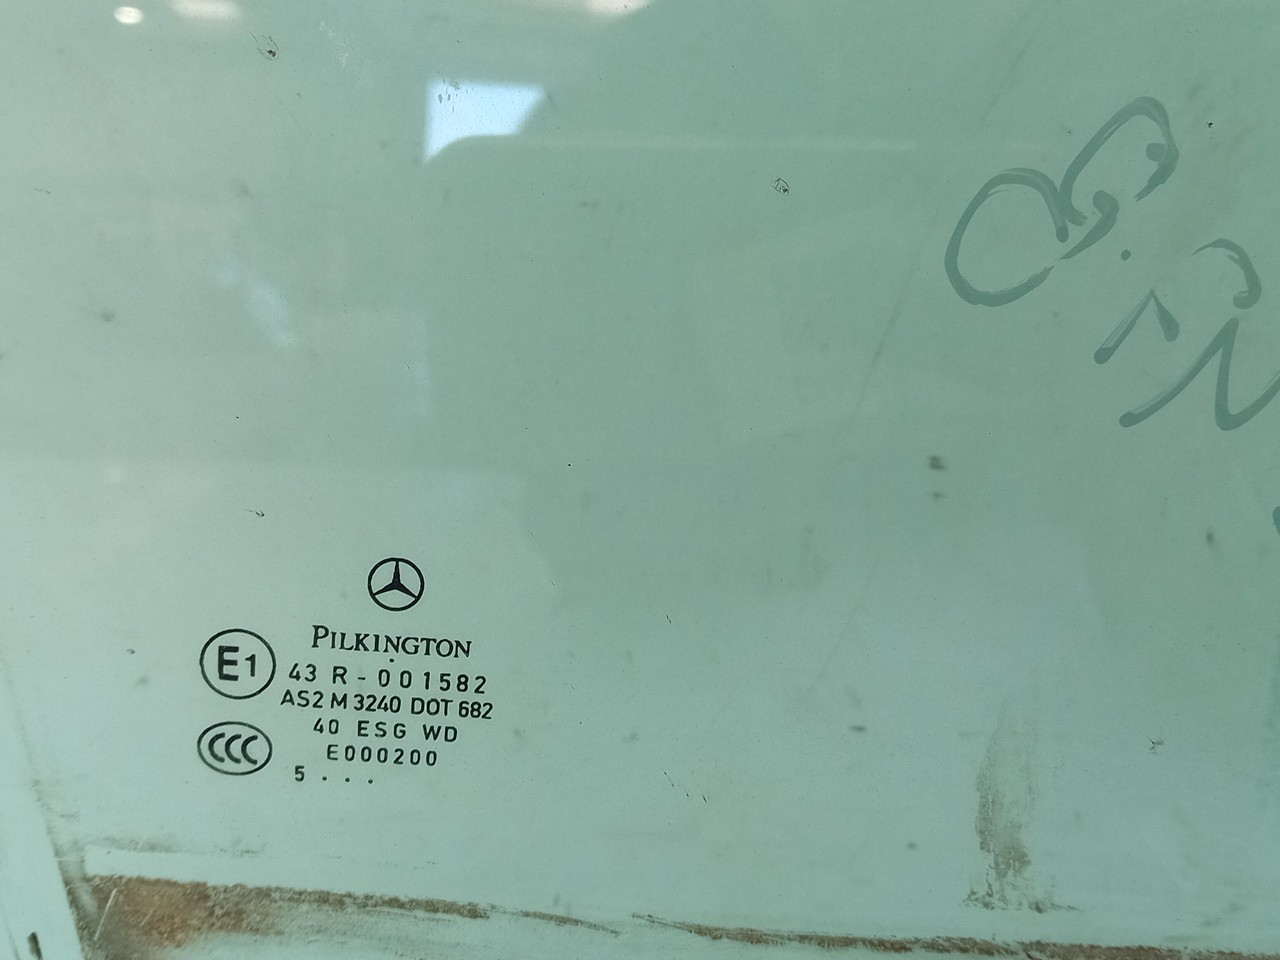 PILKINGTON
E1
43 R - 001582
AS2 M 3240 DOT 682
40 ESG WD
CCC
E000200
5 . . .